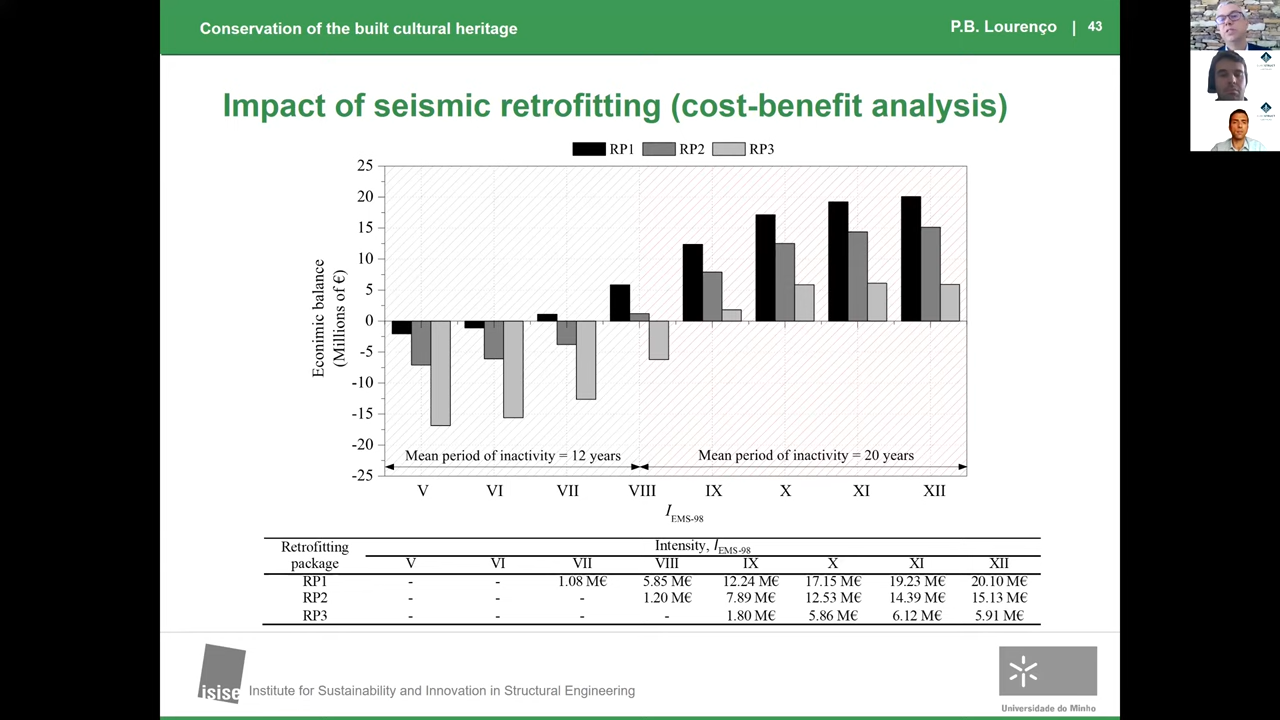 Conservation of the built cultural heritage
P.B. Lourenço | 43
Impact of seismic retrofitting (cost-benefit analysis)
RP1 RP2 RP3
25
20
15
10
5
0
-5
-10
-15
-20
-25
Econimic balance
(Millions of €)
Mean period of inactivity = 12 years Mean period of inactivity = 20 years
V VI VII VIII IX X XI XII
I EMS-98
Retrofitting package Intensity, I EMS-98
V VI VII VIII IX X XI XII
RP1 - - 1.08 M€ 5.85 M€ 12.24 M€ 17.15 M€ 19.23 M€ 20.10 M€
RP2 - - - 1.20 M€ 7.89 M€ 12.53 M€ 14.39 M€ 15.13 M€
RP3 - - - - 1.80 M€ 5.86 M€ 6.12 M€ 5.91 M€
isise Institute for Sustainability and Innovation in Structural Engineering
Universidade do Minho